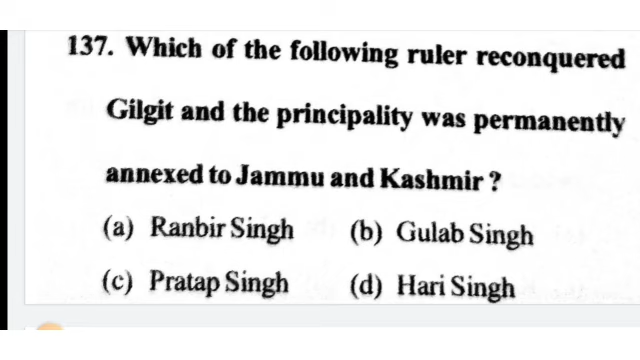 137. Which of the following ruler reconquered
Gilgit and the principality was permanently
annexed to Jammu and Kashmir ?
(a) Ranbir Singh (b) Gulab Singh
(c) Pratap Singh (d) Hari Singh